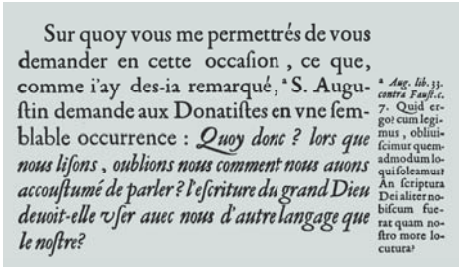 Sur quoy vous me permettrés de vous
demander en cette occaſion , ce que,
comme i'ay des-ia remarqué, ª S. Augu-
ſtin demande aux Donatiſtes en vne ſem-
blable occurrence : Quoy donc ? lors que
nous liſons , oublions nous comment nous auons
accouſtumé de parler ? l'eſcriture du grand Dieu
deuoit-elle vſer auec nous d'autre langage que
le noſtre?
ª Aug. lib. 33.
contra Fauſt. c.
7. Quid er-
go? cum legi-
mus , obliui-
ſcimur quem-
admodum lo-
qui ſoleamus?
An ſcriptura
Dei aliter no-
biſcum fue-
rat quam no-
ſtro more lo-
cutura?